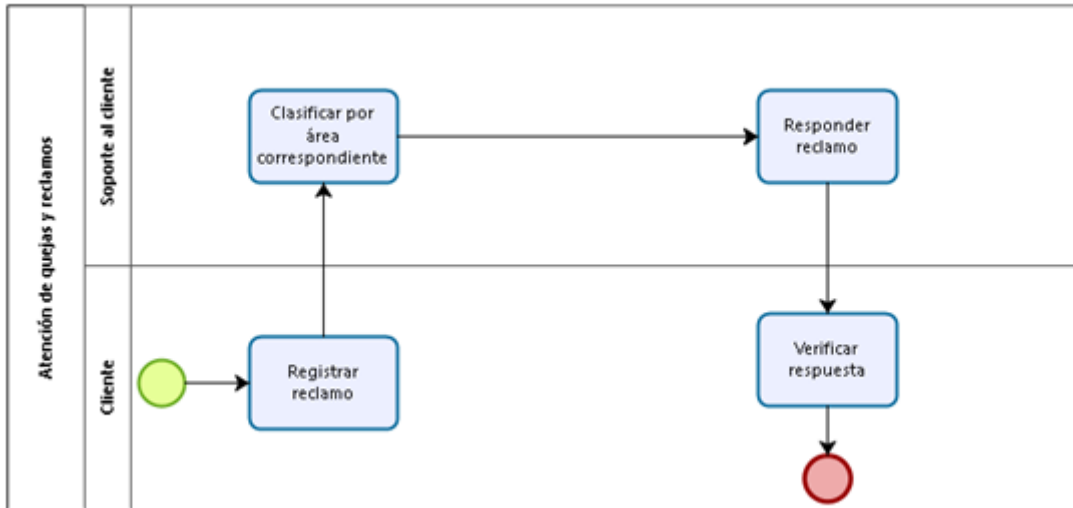 Atención de quejas y reclamos
Soporte al cliente
Clasificar por
área
correspondiente
Responder
reclamo
Cliente
Registrar
reclamo
Verificar
respuesta